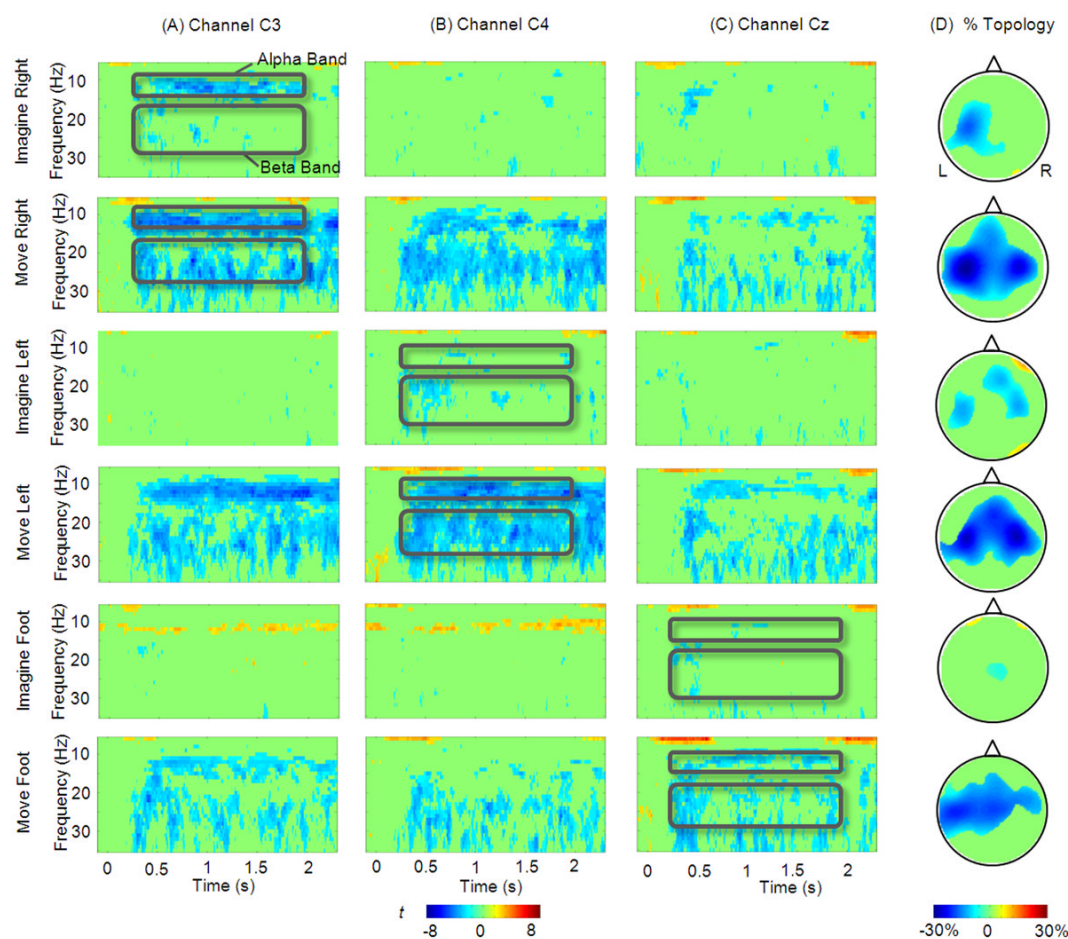 (A) Channel C3 (B) Channel C4 (C) Channel Cz (D) % Topology
Imagine Right
Frequency (Hz)
10
20
30
Alpha Band
Beta Band
L R
Move Right
Frequency (Hz)
10
20
30
Imagine Left
Frequency (Hz)
10
20
30
Move Left
Frequency (Hz)
10
20
30
Imagine Foot
Frequency (Hz)
10
20
30
Move Foot
Frequency (Hz)
10
20
30
0 0.5 1 1.5 2 0 0.5 1 1.5 2 0 0.5 1 1.5 2
Time (s) Time (s) Time (s)
t
-8 0 8 -30% 0 30%